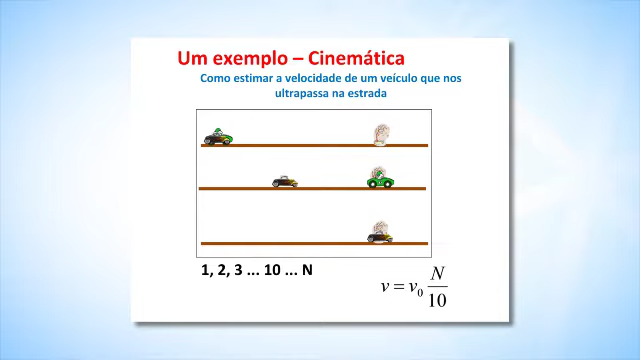 Um exemplo – Cinemática
Como estimar a velocidade de um veículo que nos
ultrapassa na estrada
1, 2, 3 ... 10 ... N
v = v₀ N/10